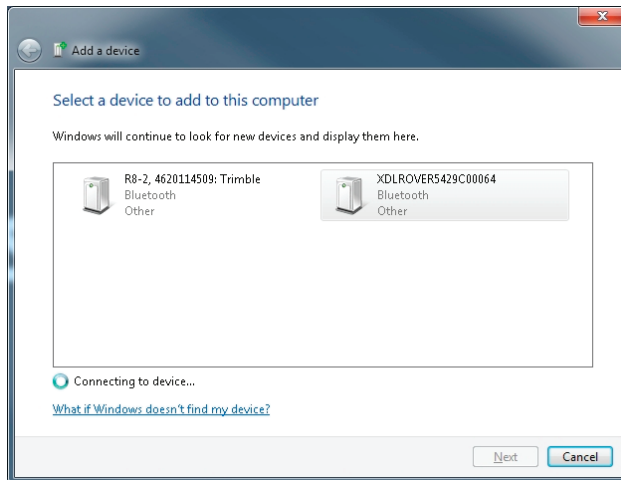 Add a device
Select a device to add to this computer
Windows will continue to look for new devices and display them here.
R8-2, 4620114509: Trimble
Bluetooth
Other
XDLROVER5429C00064
Bluetooth
Other
Connecting to device...
What if Windows doesn't find my device?
Next
Cancel